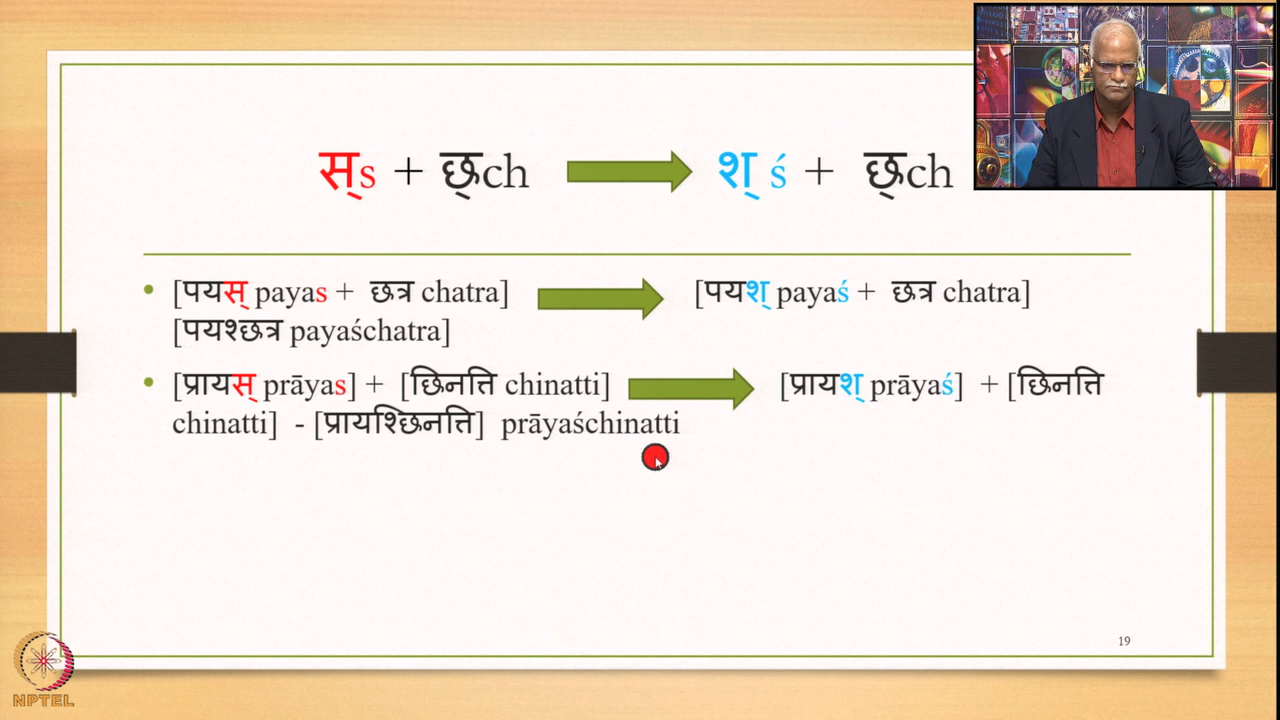 स्s + छ्ch श् ś + छ्ch
[पयस् payas + छत्र chatra] [पयश् payaś + छत्र chatra]
[पयश्छत्र payaśchatra]
[प्रायस् prāyas] + [छिनत्ति chinatti] [प्रायश् prāyaś] + [छिनत्ति
chinatti] - [प्रायश्छिनत्ति] prāyaśchinatti
19
NPTEL